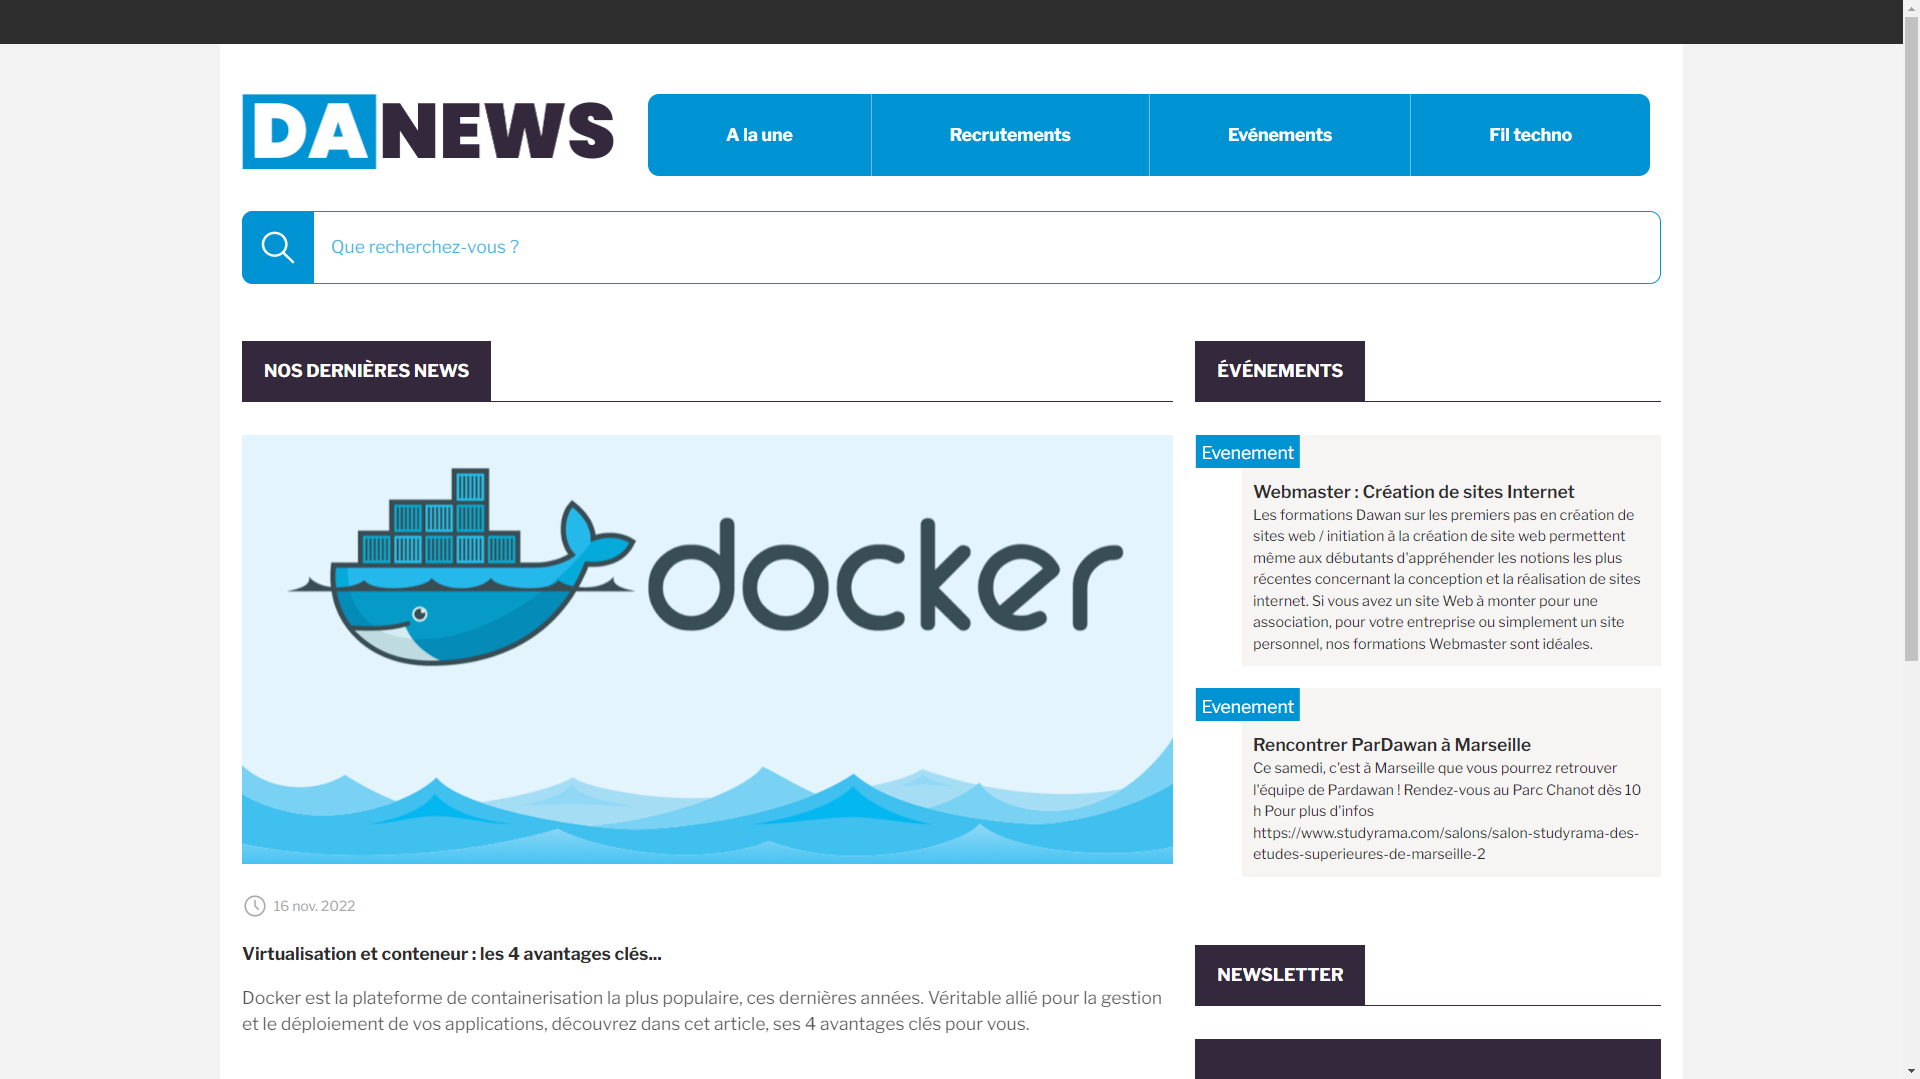 DANEWS
A la une
Recrutements
Evénements
Fil techno
Que recherchez-vous ?
NOS DERNIÈRES NEWS
docker
16 nov. 2022
Virtualisation et conteneur : les 4 avantages clés...
Docker est la plateforme de containerisation la plus populaire, ces dernières années. Véritable allié pour la gestion
et le déploiement de vos applications, découvrez dans cet article, ses 4 avantages clés pour vous.
ÉVÉNEMENTS
Evenement
Webmaster : Création de sites Internet
Les formations Dawan sur les premiers pas en création de
sites web / initiation à la création de site web permettent
même aux débutants d'appréhender les notions les plus
récentes concernant la conception et la réalisation de sites
internet. Si vous avez un site Web à monter pour une
association, pour votre entreprise ou simplement un site
personnel, nos formations Webmaster sont idéales.
Evenement
Rencontrer ParDawan à Marseille
Ce samedi, c'est à Marseille que vous pourrez retrouver
l'équipe de Pardawan ! Rendez-vous au Parc Chanot dès 10
h Pour plus d'infos
https://www.studyrama.com/salons/salon-studyrama-des-
etudes-superieures-de-marseille-2
NEWSLETTER